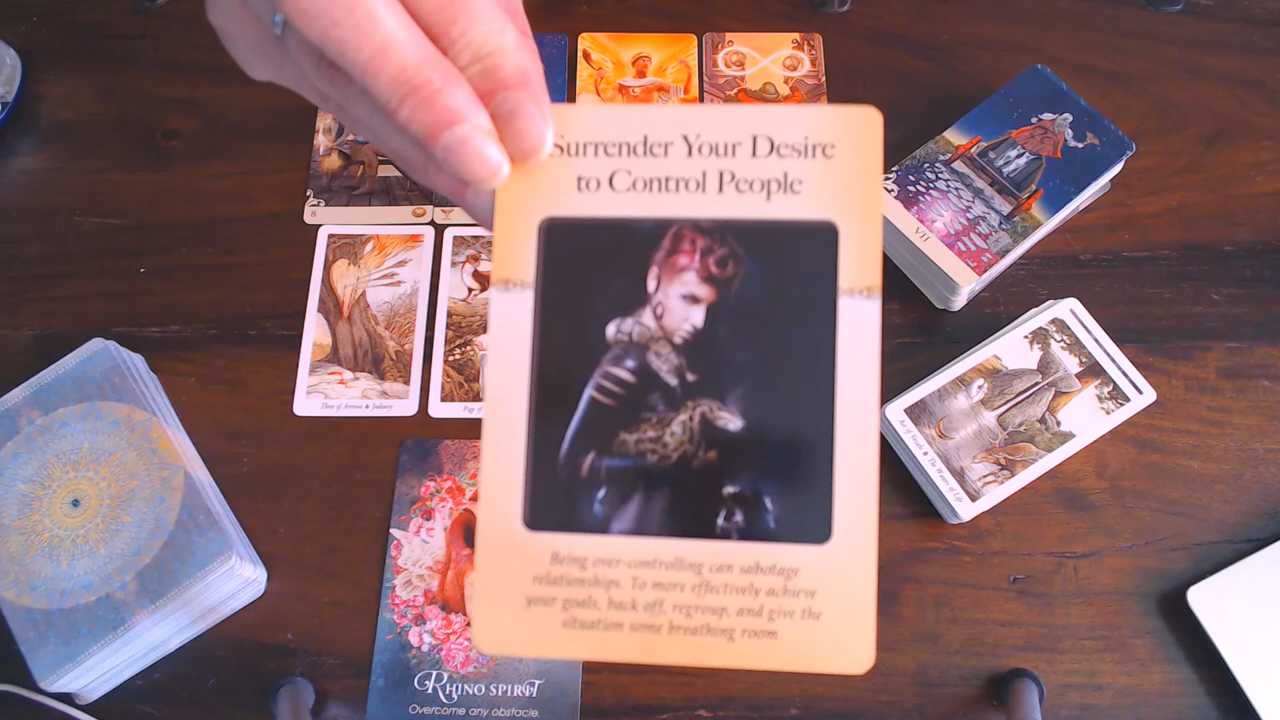 Surrender Your Desire
to Control People
8
VII
Three of Arrows ♦ Jealousy
Page of
Ace of Vessels ♦ The Waters of Life
Being over-controlling can sabotage
relationships. To more effectively achieve
your goals, back off, regroup, and give the
situation some breathing room.
RHINO SPIRIT
Overcome any obstacle.